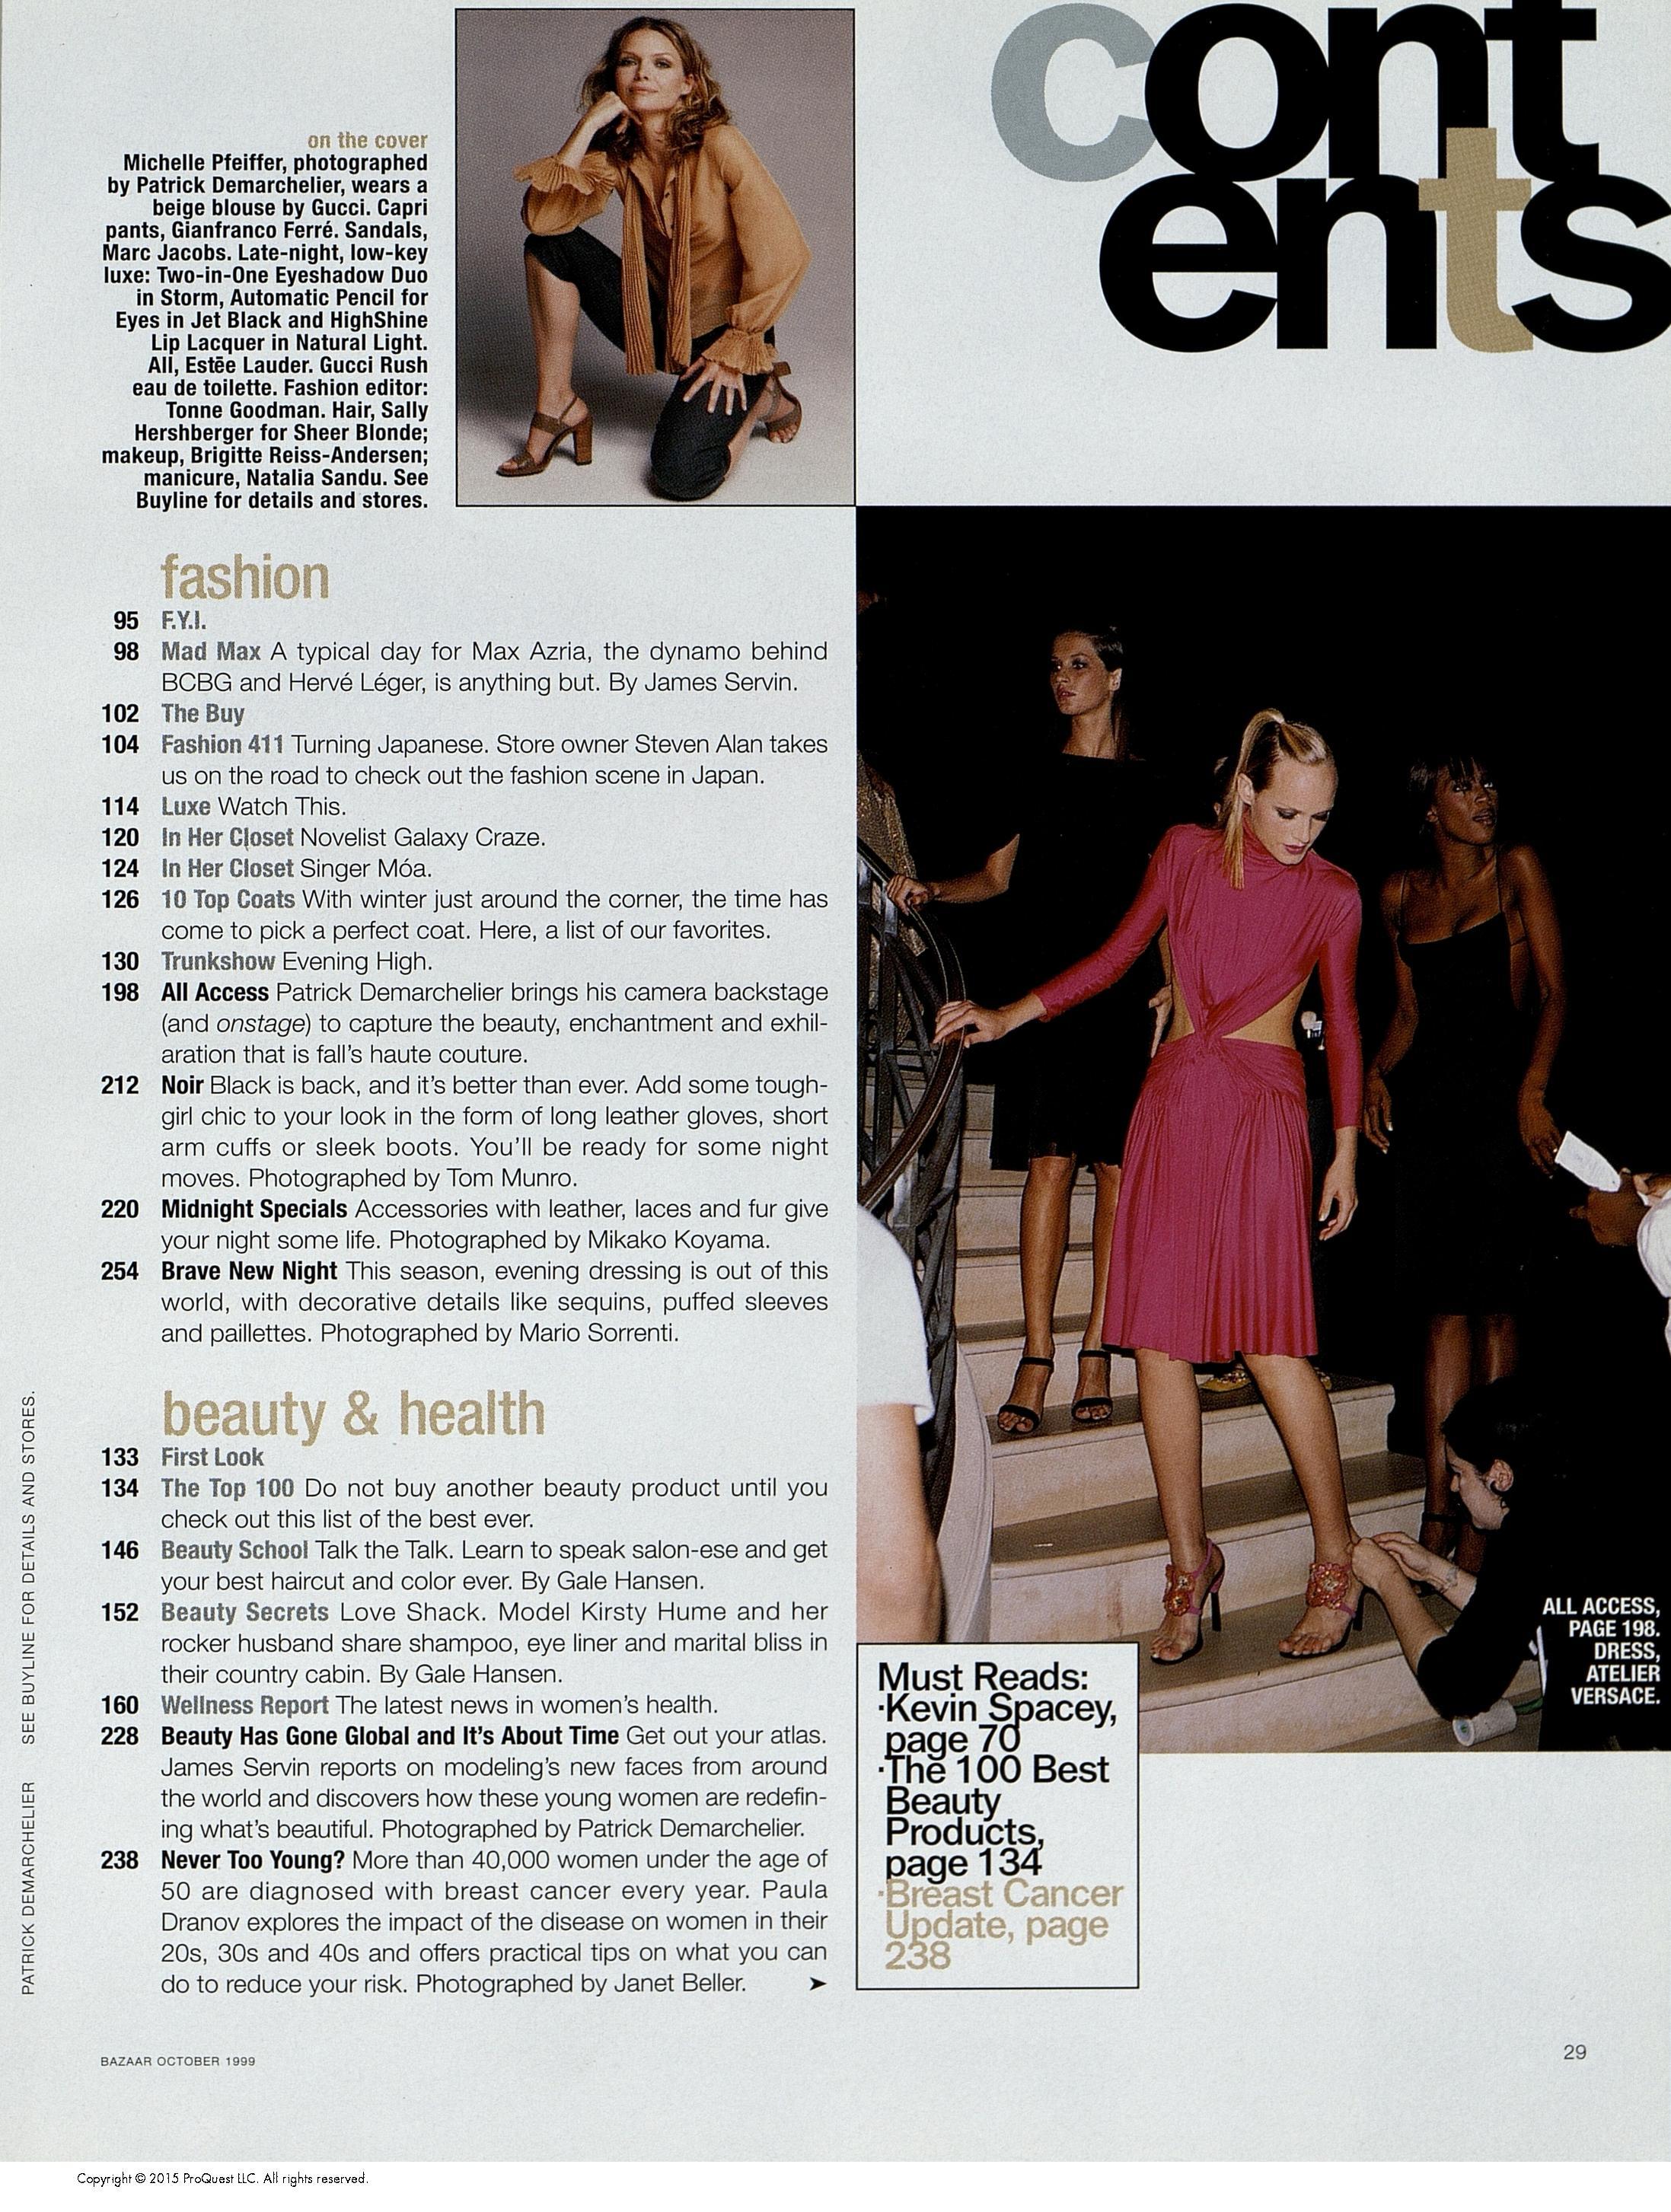 cont
ents
on the cover
Michelle Pfeiffer, photographed
by Patrick Demarchelier, wears a
beige blouse by Gucci. Capri
pants, Gianfranco Ferré. Sandals,
Marc Jacobs. Late-night, low-key
luxe: Two-in-One Eyeshadow Duo
in Storm, Automatic Pencil for
Eyes in Jet Black and HighShine
Lip Lacquer in Natural Light.
All, Estēe Lauder. Gucci Rush
eau de toilette. Fashion editor:
Tonne Goodman. Hair, Sally
Hershberger for Sheer Blonde;
makeup, Brigitte Reiss-Andersen;
manicure, Natalia Sandu. See
Buyline for details and stores.
fashion
95 F.Y.I.
98 Mad Max A typical day for Max Azria, the dynamo behind
BCBG and Hervé Léger, is anything but. By James Servin.
102 The Buy
104 Fashion 411 Turning Japanese. Store owner Steven Alan takes
us on the road to check out the fashion scene in Japan.
114 Luxe Watch This.
120 In Her Closet Novelist Galaxy Craze.
124 In Her Closet Singer Móa.
126 10 Top Coats With winter just around the corner, the time has
come to pick a perfect coat. Here, a list of our favorites.
130 Trunkshow Evening High.
198 All Access Patrick Demarchelier brings his camera backstage
(and onstage) to capture the beauty, enchantment and exhil-
aration that is fall's haute couture.
212 Noir Black is back, and it's better than ever. Add some tough-
girl chic to your look in the form of long leather gloves, short
arm cuffs or sleek boots. You'll be ready for some night
moves. Photographed by Tom Munro.
220 Midnight Specials Accessories with leather, laces and fur give
your night some life. Photographed by Mikako Koyama.
254 Brave New Night This season, evening dressing is out of this
world, with decorative details like sequins, puffed sleeves
and paillettes. Photographed by Mario Sorrenti.
beauty & health
133 First Look
134 The Top 100 Do not buy another beauty product until you
check out this list of the best ever.
146 Beauty School Talk the Talk. Learn to speak salon-ese and get
your best haircut and color ever. By Gale Hansen.
152 Beauty Secrets Love Shack. Model Kirsty Hume and her
rocker husband share shampoo, eye liner and marital bliss in
their country cabin. By Gale Hansen.
160 Wellness Report The latest news in women's health.
228 Beauty Has Gone Global and It's About Time Get out your atlas.
James Servin reports on modeling's new faces from around
the world and discovers how these young women are redefin-
ing what's beautiful. Photographed by Patrick Demarchelier.
238 Never Too Young? More than 40,000 women under the age of
50 are diagnosed with breast cancer every year. Paula
Dranov explores the impact of the disease on women in their
20s, 30s and 40s and offers practical tips on what you can
do to reduce your risk. Photographed by Janet Beller. ➤
ALL ACCESS,
PAGE 198.
DRESS,
ATELIER
VERSACE.
Must Reads:
·Kevin Spacey,
page 70
·The 100 Best
Beauty
Products,
page 134
·Breast Cancer
Update, page
238
PATRICK DEMARCHELIER SEE BUYLINE FOR DETAILS AND STORES.
BAZAAR OCTOBER 1999
29
Copyright © 2015 ProQuest LLC. All rights reserved.